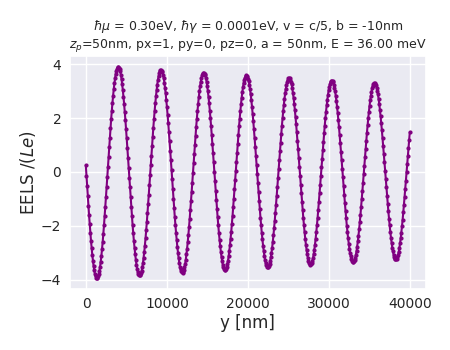 ℏμ = 0.30eV, ℏγ = 0.0001eV, v = c/5, b = -10nm
z_p=50nm, px=1, py=0, pz=0, a = 50nm, E = 36.00 meV
EELS /(Le)
4
2
0
−2
−4
0 10000 20000 30000 40000
y [nm]